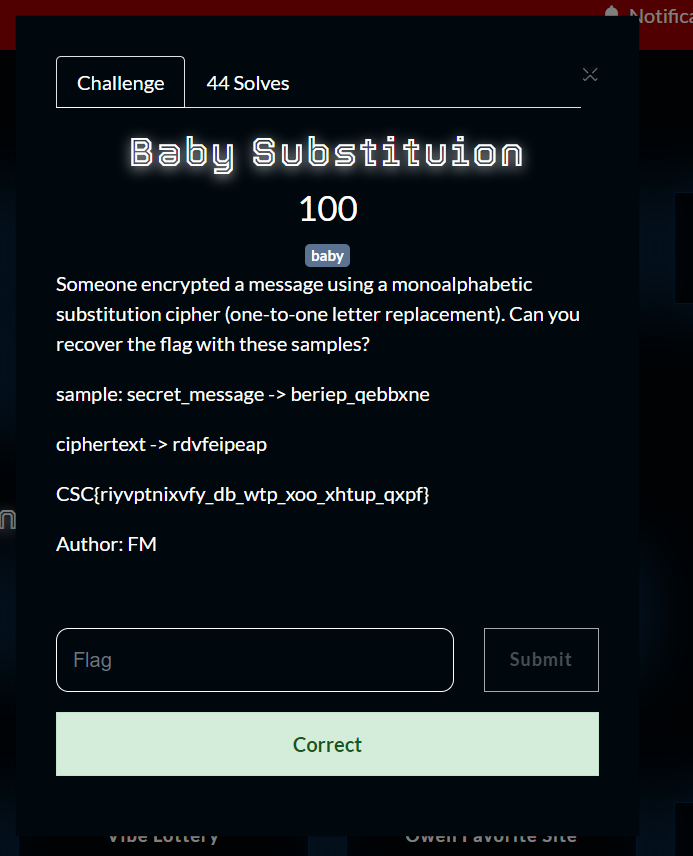 Notifica
Challenge
44 Solves
Baby Substituion
100
baby
Someone encrypted a message using a monoalphabetic
substitution cipher (one-to-one letter replacement). Can you
recover the flag with these samples?
sample: secret_message -> beriep_qebbxne
ciphertext -> rdvfeipeap
CSC{riyvptnixvfy_db_wtp_xoo_xhtup_qxpf}
Author: FM
Flag
Submit
Correct
Vibe Lottery
Owen Favorite Site